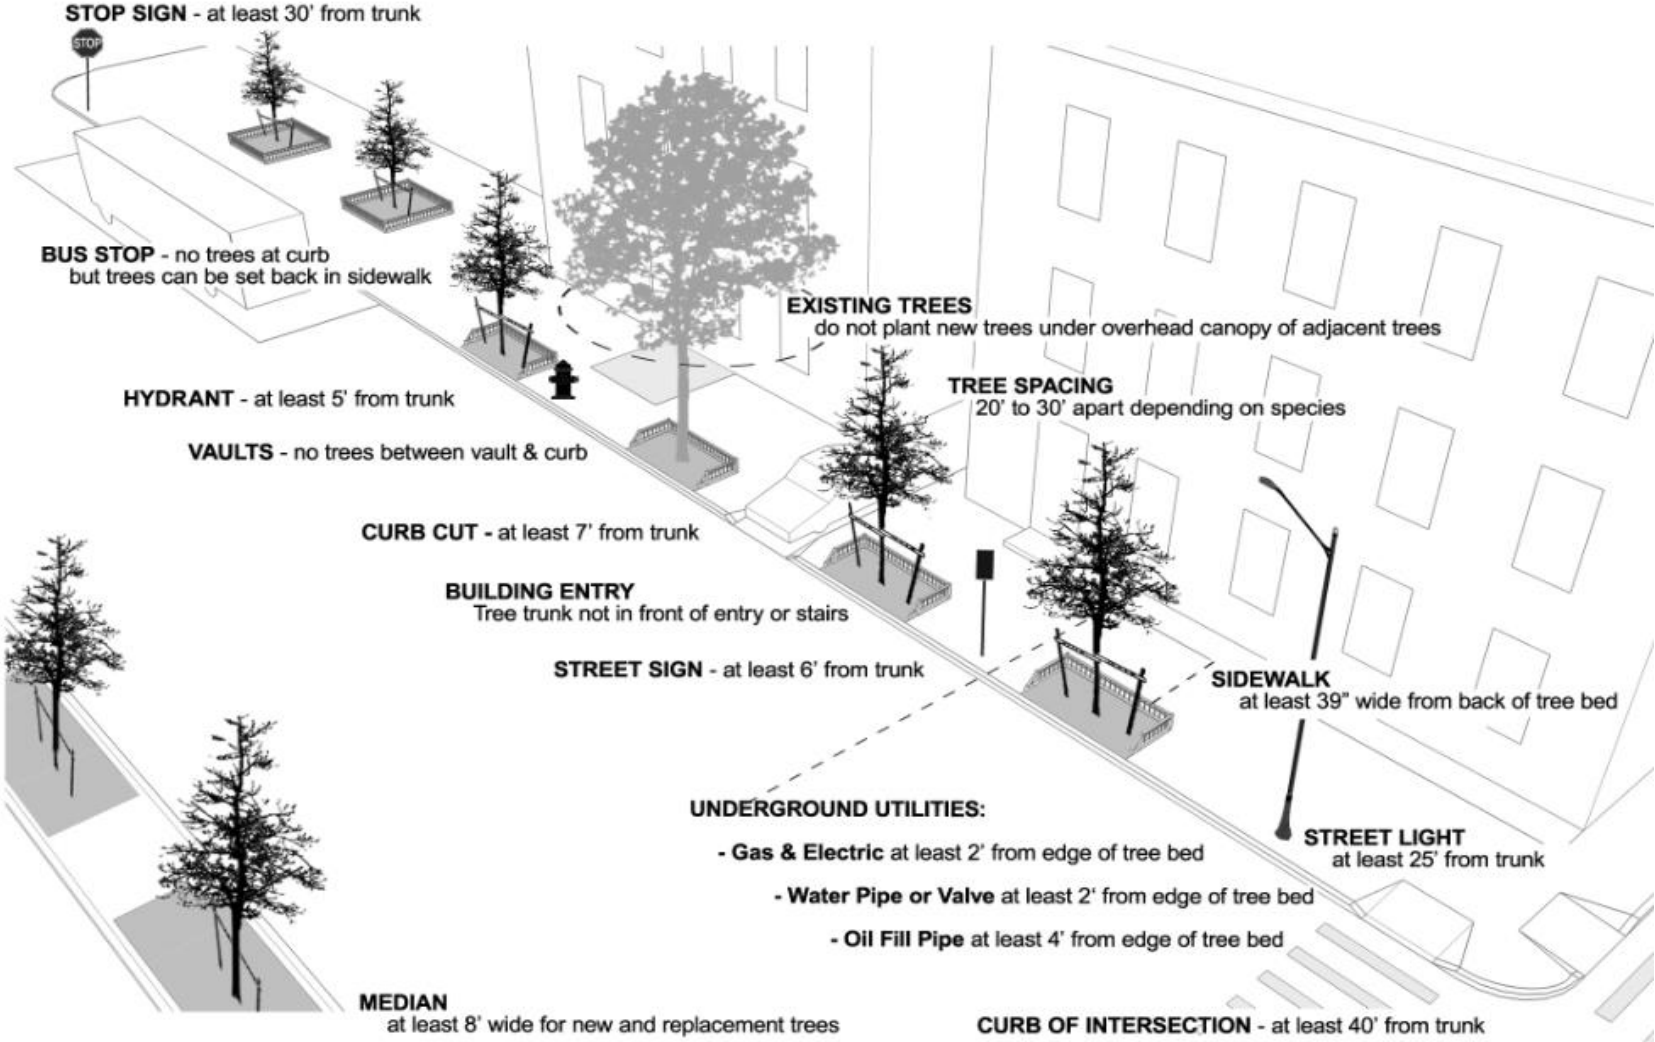 STOP SIGN - at least 30' from trunk
STOP
BUS STOP - no trees at curb
but trees can be set back in sidewalk
EXISTING TREES
do not plant new trees under overhead canopy of adjacent trees
TREE SPACING
20' to 30' apart depending on species
HYDRANT - at least 5' from trunk
VAULTS - no trees between vault & curb
CURB CUT - at least 7' from trunk
BUILDING ENTRY
Tree trunk not in front of entry or stairs
STREET SIGN - at least 6' from trunk
SIDEWALK
at least 39" wide from back of tree bed
UNDERGROUND UTILITIES:
- Gas & Electric at least 2' from edge of tree bed
- Water Pipe or Valve at least 2' from edge of tree bed
- Oil Fill Pipe at least 4' from edge of tree bed
STREET LIGHT
at least 25' from trunk
MEDIAN
at least 8' wide for new and replacement trees
CURB OF INTERSECTION - at least 40' from trunk